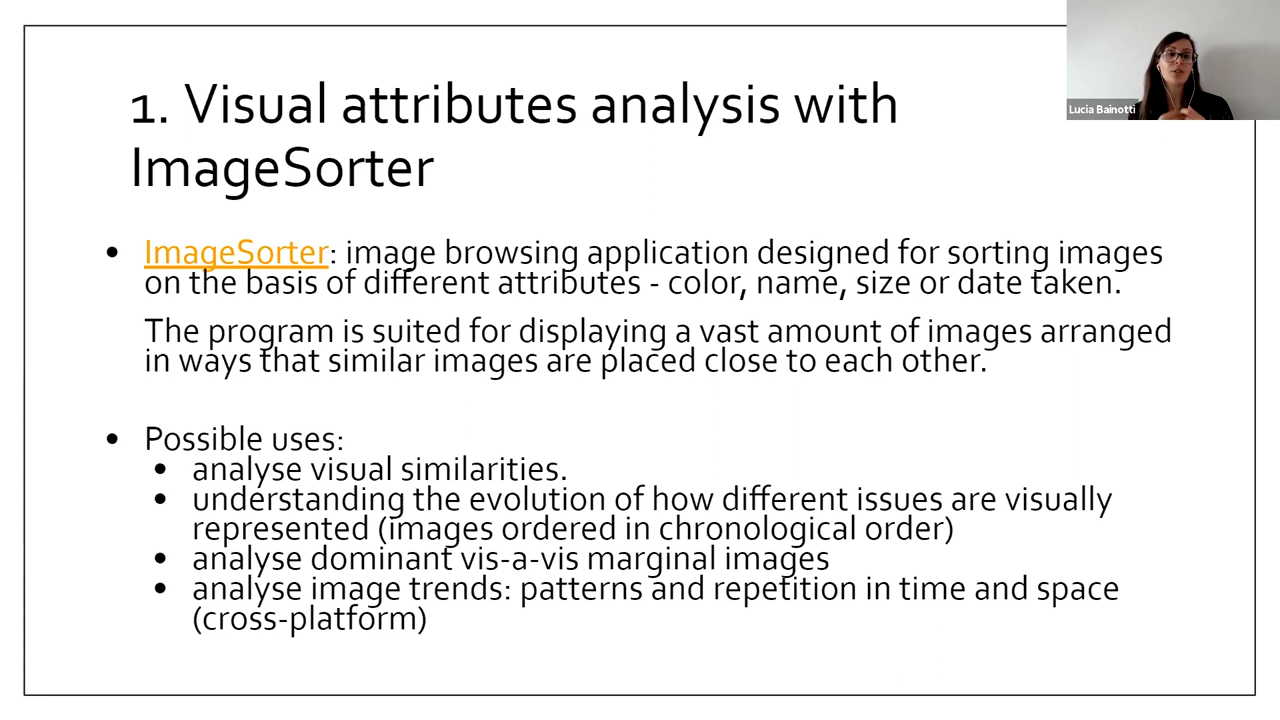 1. Visual attributes analysis with
ImageSorter
Lucia Bainotti
• ImageSorter: image browsing application designed for sorting images
on the basis of different attributes - color, name, size or date taken.
The program is suited for displaying a vast amount of images arranged
in ways that similar images are placed close to each other.
• Possible uses:
• analyse visual similarities.
• understanding the evolution of how different issues are visually
represented (images ordered in chronological order)
• analyse dominant vis-a-vis marginal images
• analyse image trends: patterns and repetition in time and space
(cross-platform)